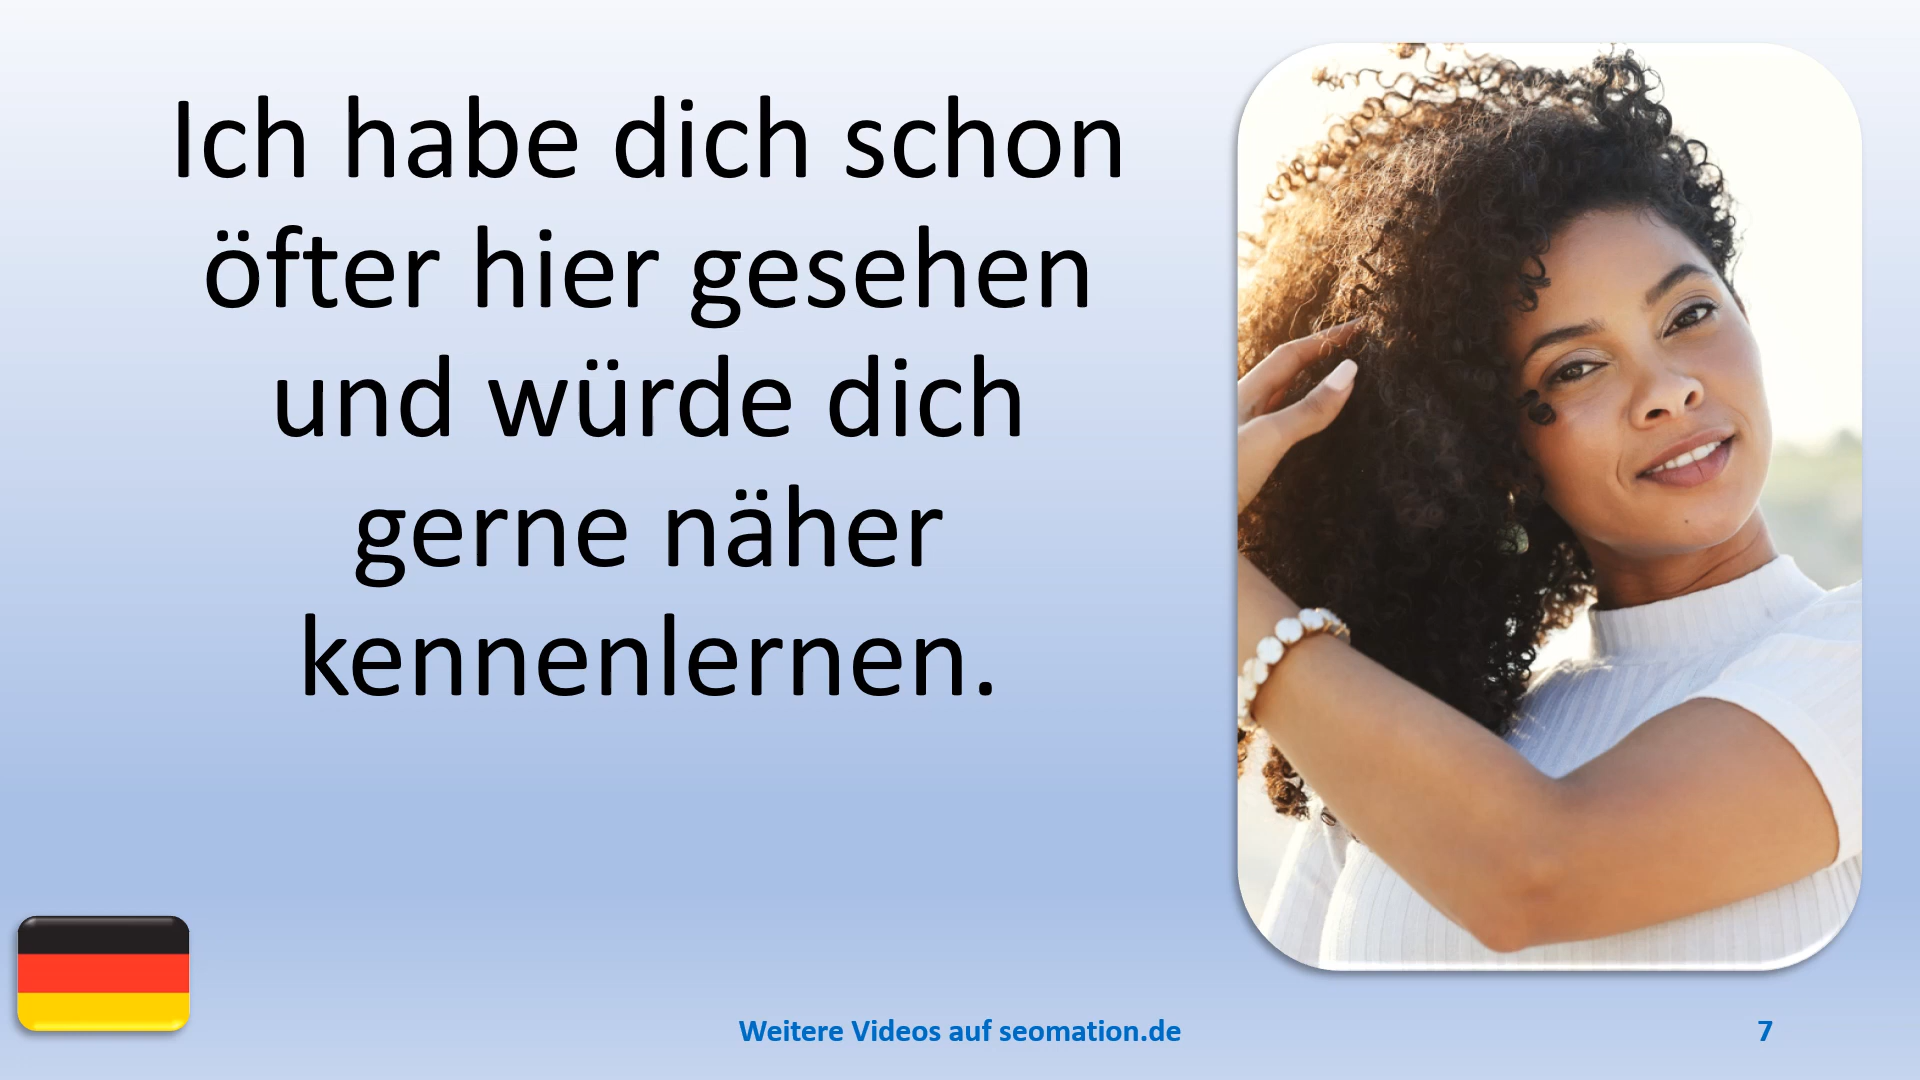 Ich habe dich schon
öfter hier gesehen
und würde dich
gerne näher
kennenlernen.
Weitere Videos auf seomation.de
7